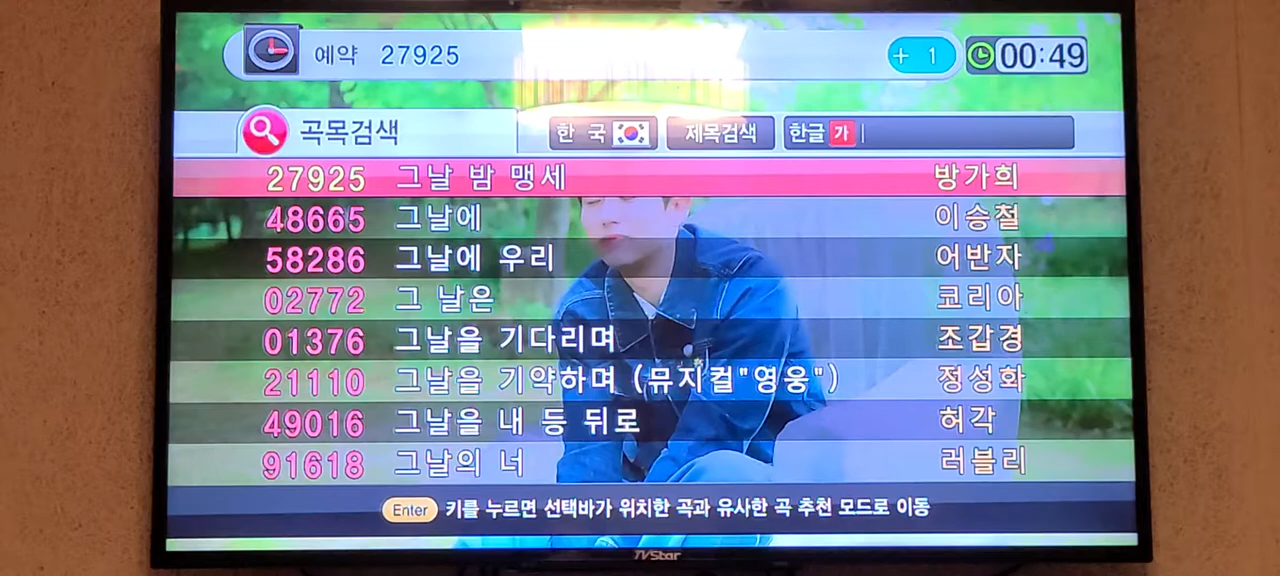 예약 27925 + 1 00:49
곡목검색 한 국 제목검색 한글 가
27925 그날 밤 맹세 방가희
48665 그날에 이승철
58286 그날에 우리 어반자
02772 그 날은 코리아
01376 그날을 기다리며 조갑경
21110 그날을 기약하며 (뮤지컬"영웅") 정성화
49016 그날을 내 등 뒤로 허각
91618 그날의 너 러블리
Enter 키를 누르면 선택바가 위치한 곡과 유사한 곡 추천 모드로 이동
TVStar